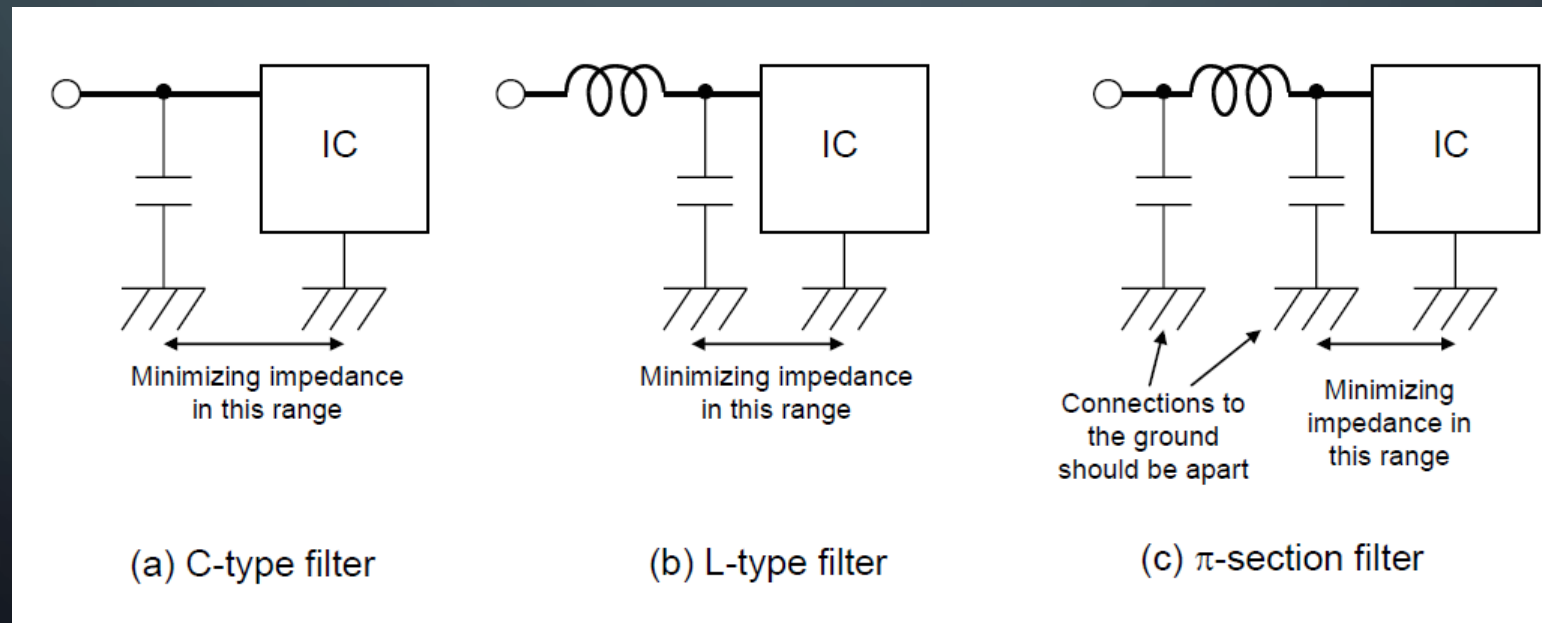 IC
IC
IC
Minimizing impedance
in this range
Minimizing impedance
in this range
Connections to
the ground
should be apart
Minimizing
impedance in
this range
(a) C-type filter
(b) L-type filter
(c) π-section filter